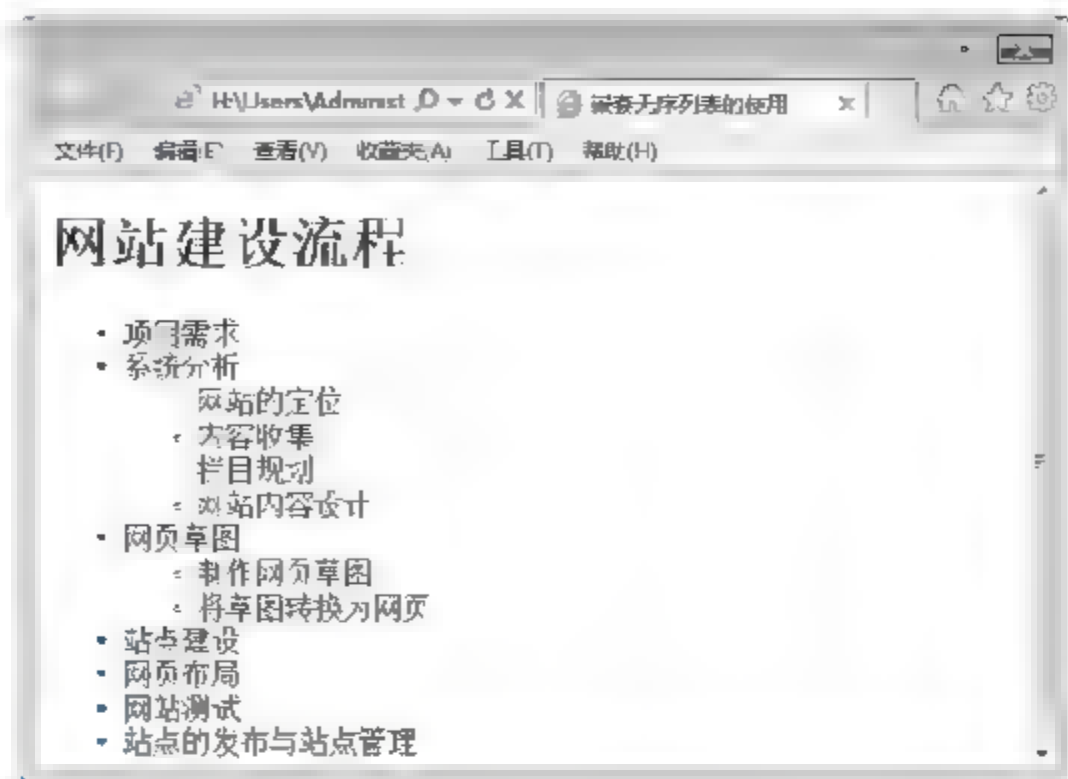 H:\Users\Administ
嵌套无序列表的使用
文件(F) 编辑(E) 查看(V) 收藏夹(A) 工具(T) 帮助(H)
网站建设流程
• 项目需求
• 系统分析
网站的定位
◦ 内容收集
栏目规划
◦ 网站内容设计
• 网页草图
◦ 制作网页草图
◦ 将草图转换为网页
• 站点建设
• 网页布局
• 网站测试
• 站点的发布与站点管理